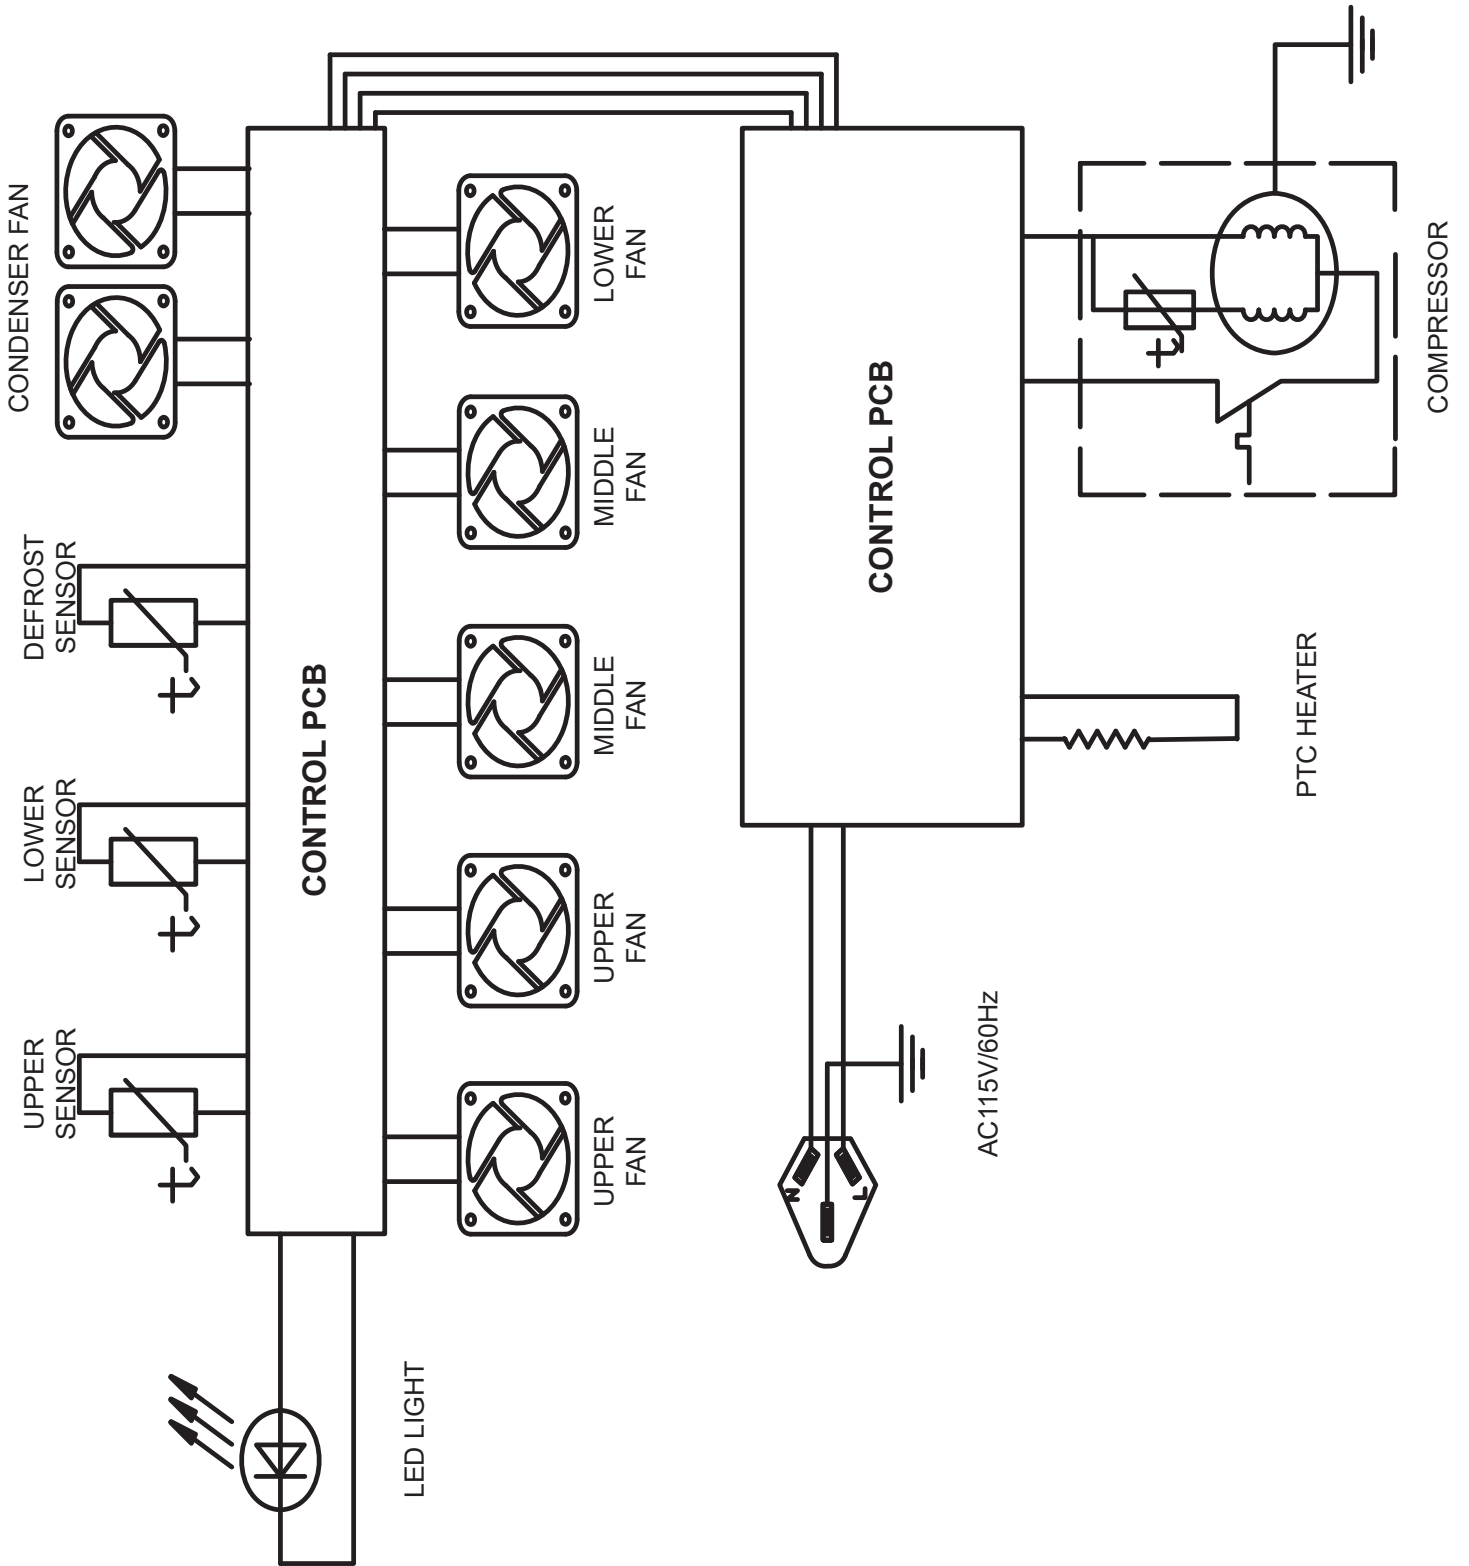 UPPER
SENSOR
LOWER
SENSOR
DEFROST
SENSOR
CONDENSER FAN
CONTROL PCB
LED LIGHT
UPPER
FAN
UPPER
FAN
MIDDLE
FAN
MIDDLE
FAN
LOWER
FAN
N
L
CONTROL PCB
AC115V/60Hz
PTC HEATER
COMPRESSOR
t
t
t
t